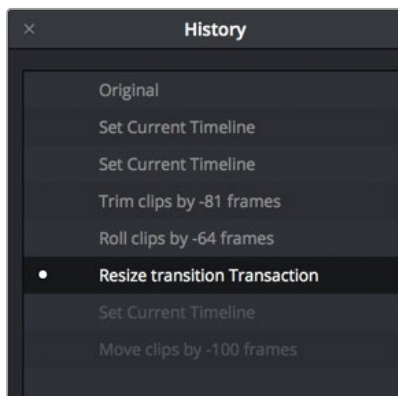 × History
Original
Set Current Timeline
Set Current Timeline
Trim clips by -81 frames
Roll clips by -64 frames
Resize transition Transaction
Set Current Timeline
Move clips by -100 frames